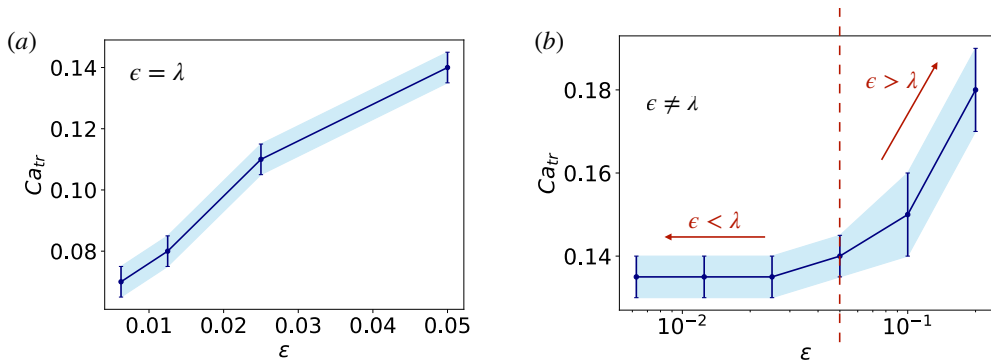 (a)
ϵ = λ
Ca_tr
0.14
0.12
0.10
0.08
0.01 0.02 0.03 0.04 0.05
ε
(b)
ϵ ≠ λ
ϵ > λ
ϵ < λ
Ca_tr
0.18
0.16
0.14
10⁻² 10⁻¹
ε